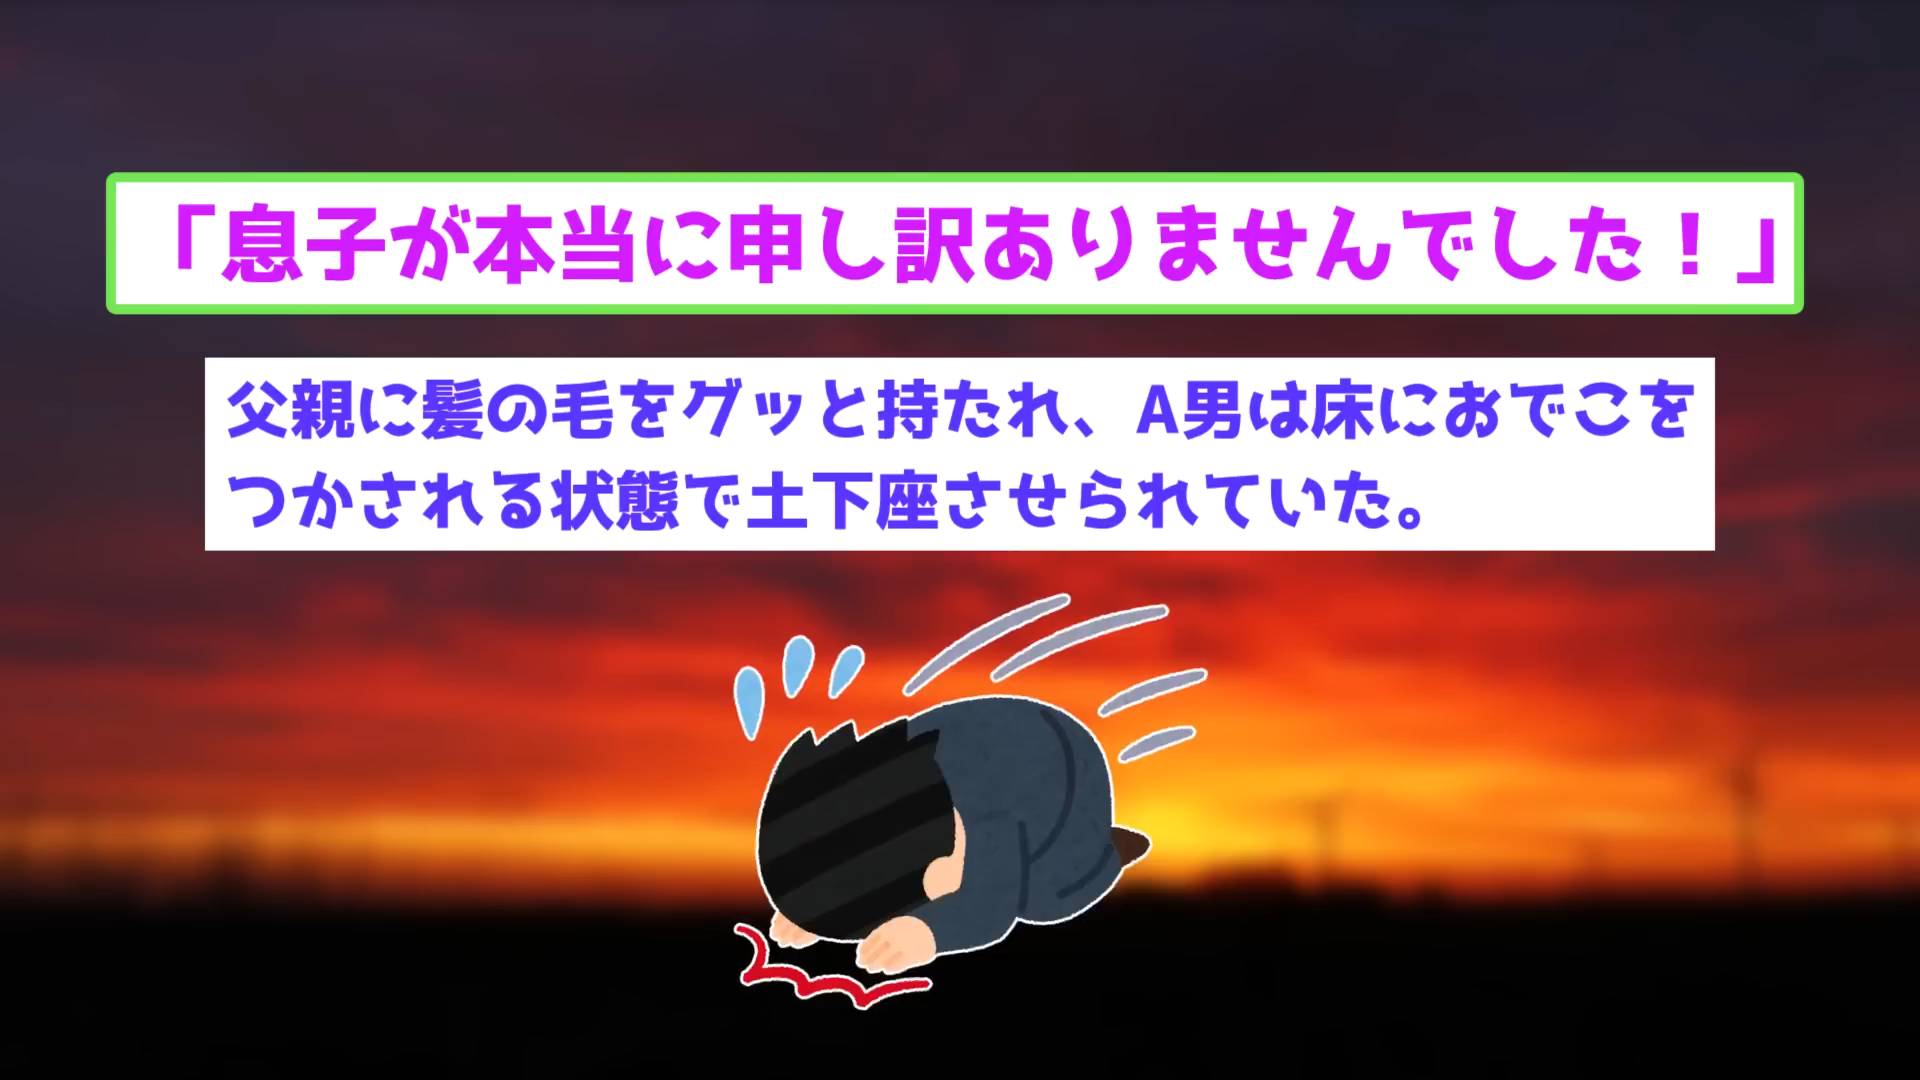 「息子が本当に申し訳ありませんでした！」
父親に髪の毛をグッと持たれ、A男は床におでこを
つかされる状態で土下座させられていた。